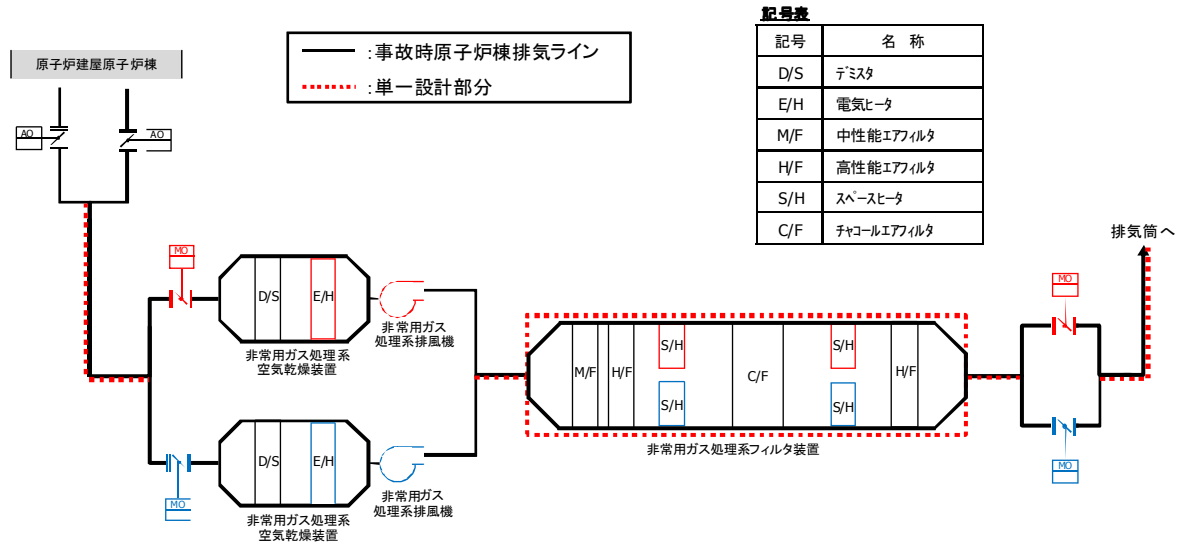 記号表
記号 名 称
D/S デミスタ
E/H 電気ヒータ
M/F 中性能エアフィルタ
H/F 高性能エアフィルタ
S/H スペースヒータ
C/F チャコールエアフィルタ
:事故時原子炉棟排気ライン
:単一設計部分
原子炉建屋原子炉棟
AO
AO
排気筒へ
MO
D/S
E/H
非常用ガス
処理系排風機
非常用ガス処理系
空気乾燥装置
MO
D/S
E/H
非常用ガス
処理系排風機
非常用ガス処理系
空気乾燥装置
M/F
H/F
S/H
S/H
C/F
S/H
S/H
H/F
非常用ガス処理系フィルタ装置
MO
MO